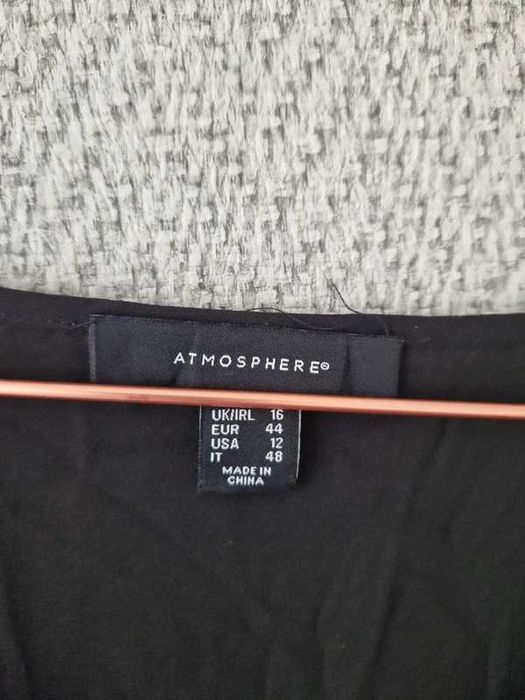 ATMOSPHERE®
UK/IRL 16
EUR 44
USA 12
IT 48
MADE IN
CHINA